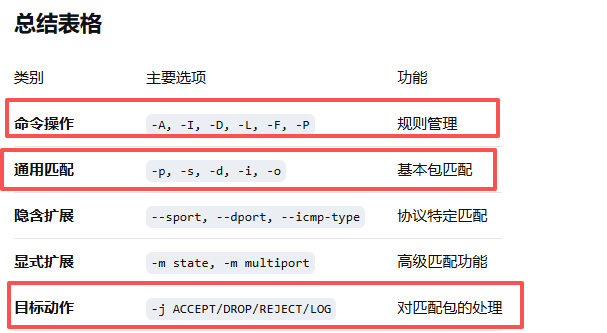 总结表格
类别 主要选项 功能
命令操作 -A, -I, -D, -L, -F, -P 规则管理
通用匹配 -p, -s, -d, -i, -o 基本包匹配
隐含扩展 --sport, --dport, --icmp-type 协议特定匹配
显式扩展 -m state, -m multiport 高级匹配功能
目标动作 -j ACCEPT/DROP/REJECT/LOG 对匹配包的处理